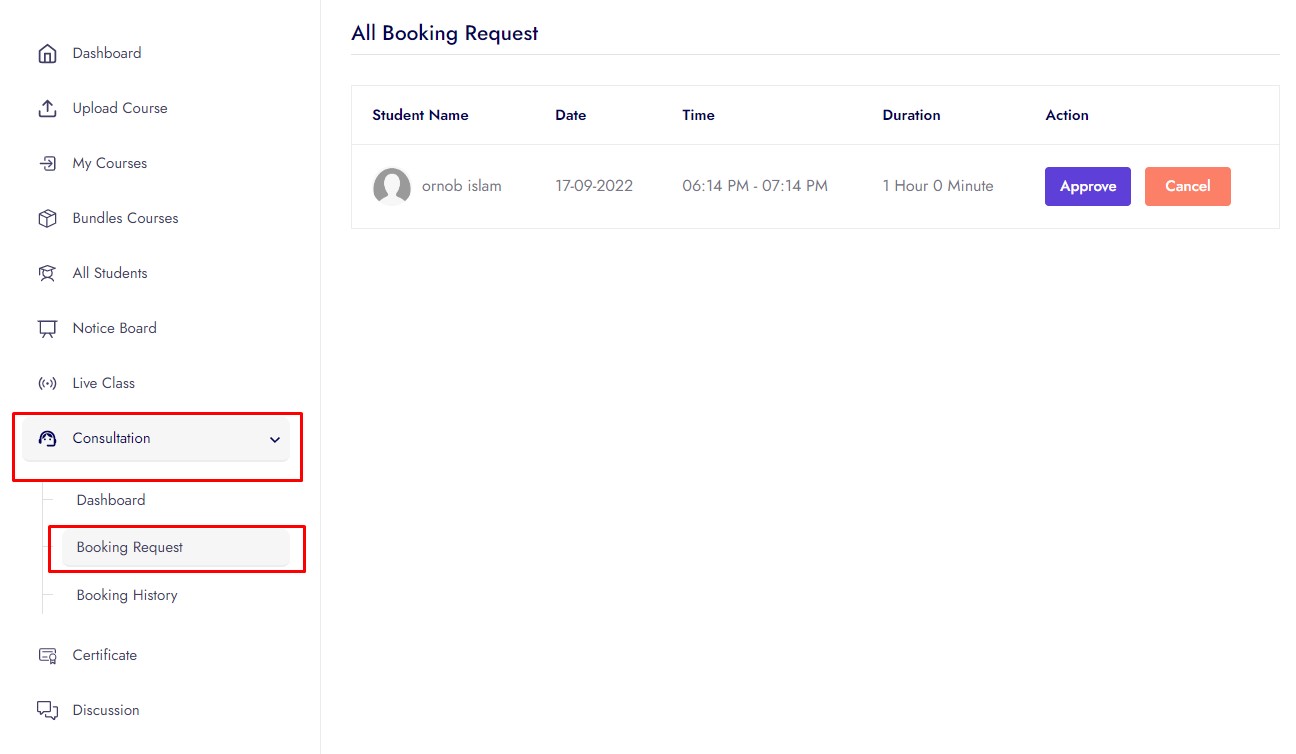 Dashboard
Upload Course
My Courses
Bundles Courses
All Students
Notice Board
Live Class
Consultation
Dashboard
Booking Request
Booking History
Certificate
Discussion
All Booking Request
Student Name Date Time Duration Action
ornob islam 17-09-2022 06:14 PM - 07:14 PM 1 Hour 0 Minute Approve Cancel